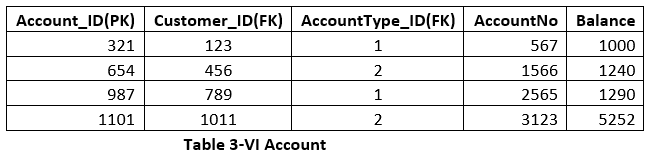 Account_ID(PK) Customer_ID(FK) AccountType_ID(FK) AccountNo Balance
321 123 1 567 1000
654 456 2 1566 1240
987 789 1 2565 1290
1101 1011 2 3123 5252
Table 3-VI Account